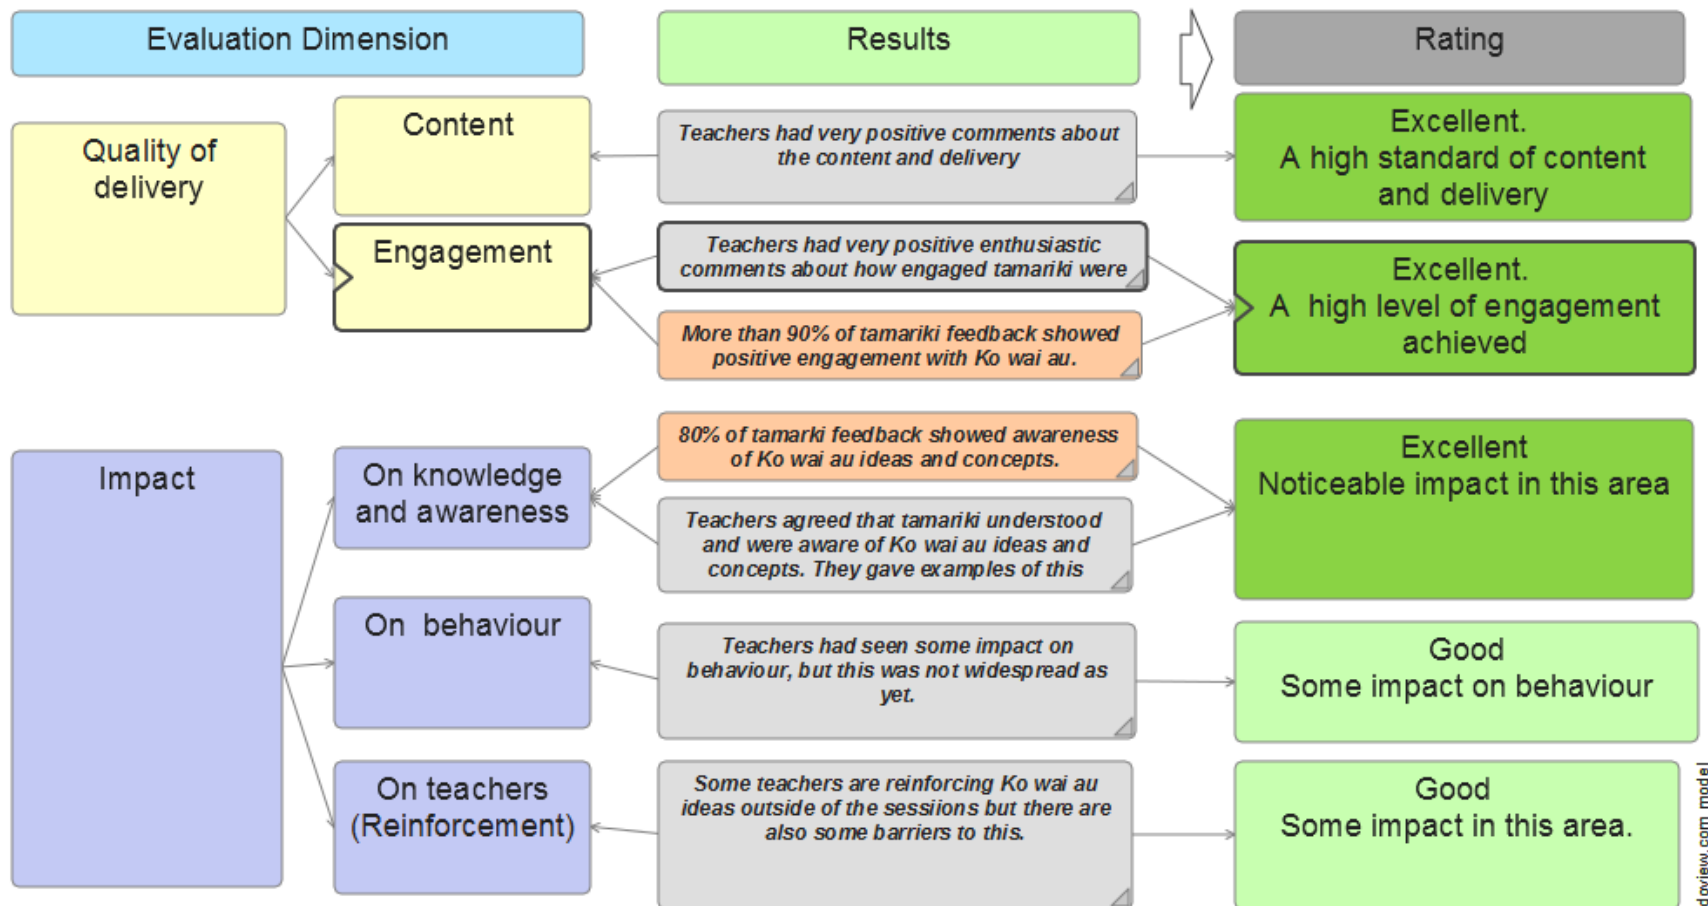 Evaluation Dimension
Results
Rating
Quality of
delivery
Content
Teachers had very positive comments about
the content and delivery
Excellent.
A high standard of content
and delivery
Engagement
Teachers had very positive enthusiastic
comments about how engaged tamariki were
More than 90% of tamariki feedback showed
positive engagement with Ko wai au.
Excellent.
A high level of engagement
achieved
Impact
On knowledge
and awareness
80% of tamarki feedback showed awareness
of Ko wai au ideas and concepts.
Teachers agreed that tamariki understood
and were aware of Ko wai au ideas and
concepts. They gave examples of this
Excellent
Noticeable impact in this area
On behaviour
Teachers had seen some impact on
behaviour, but this was not widespread as
yet.
Good
Some impact on behaviour
On teachers
(Reinforcement)
Some teachers are reinforcing Ko wai au
ideas outside of the sessiions but there are
also some barriers to this.
Good
Some impact in this area.
doview.com model